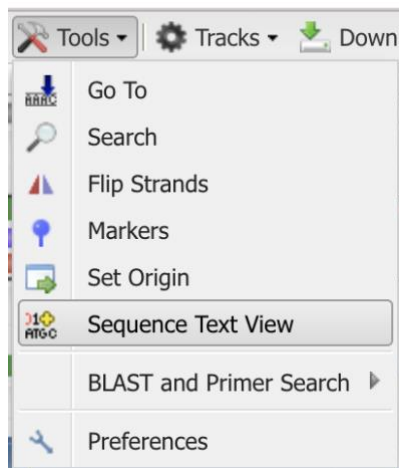 Tools Tracks Down
Go To
Search
Flip Strands
Markers
Set Origin
Sequence Text View
BLAST and Primer Search
Preferences